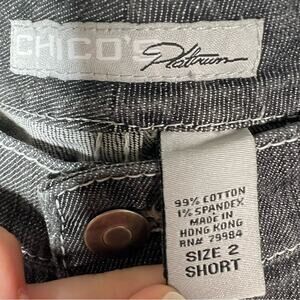 CHICO'S Platinum
99% COTTON
1% SPANDEX
MADE IN
HONG KONG
RN# 79984
SIZE 2
SHORT